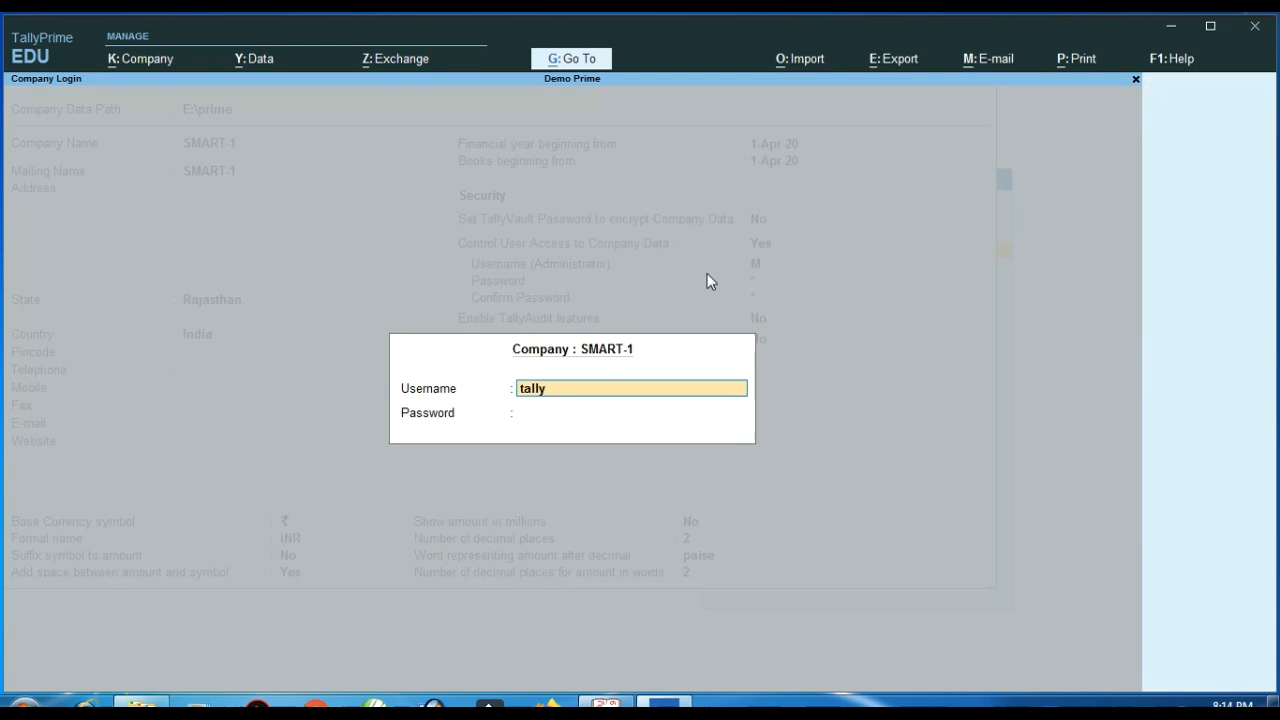 TallyPrime
EDU
MANAGE
K: Company
Y: Data
Z: Exchange
G: Go To
O: Import
E: Export
M: E-mail
P: Print
F1: Help
Company Login
Demo Prime
Company Data Path : E:\prime
Company Name : SMART-1
Mailing Name : SMART-1
Address :
State : Rajasthan
Country : India
Pincode :
Telephone :
Mobile :
Fax :
E-mail :
Website :
Financial year beginning from : 1-Apr-20
Books beginning from : 1-Apr-20
Security
Set TallyVault Password to encrypt Company Data : No
Control User Access to Company Data : Yes
Username (Administrator) : M
Password : *
Confirm Password : *
Enable TallyAudit features : No
Company : SMART-1
Username : tally
Password :
Base Currency symbol : ₹
Formal name : INR
Suffix symbol to amount : No
Add space between amount and symbol : Yes
Show amount in millions : No
Number of decimal places : 2
Word representing amount after decimal : paise
Number of decimal places for amount in words : 2
8:14 PM